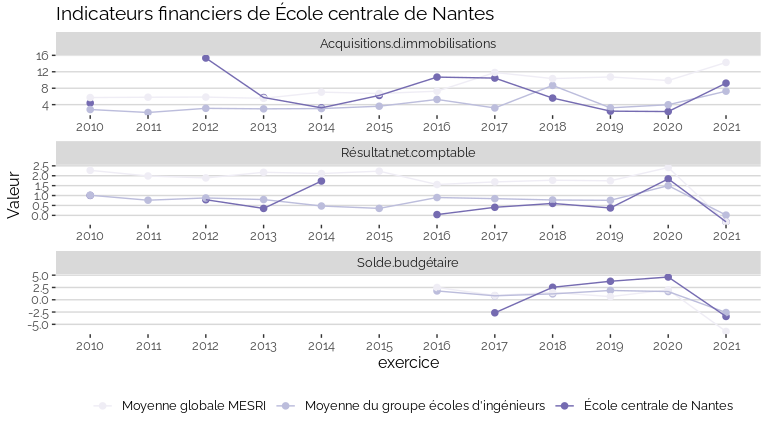 Indicateurs financiers de École centrale de Nantes
Acquisitions.d.immobilisations
16
12
8
4
2010 2011 2012 2013 2014 2015 2016 2017 2018 2019 2020 2021
Résultat.net.comptable
2.5
2.0
1.5
1.0
0.5
0.0
2010 2011 2012 2013 2014 2015 2016 2017 2018 2019 2020 2021
Valeur
Solde.budgétaire
5.0
2.5
0.0
−2.5
−5.0
2010 2011 2012 2013 2014 2015 2016 2017 2018 2019 2020 2021
exercice
Moyenne globale MESRI Moyenne du groupe écoles d'ingénieurs École centrale de Nantes